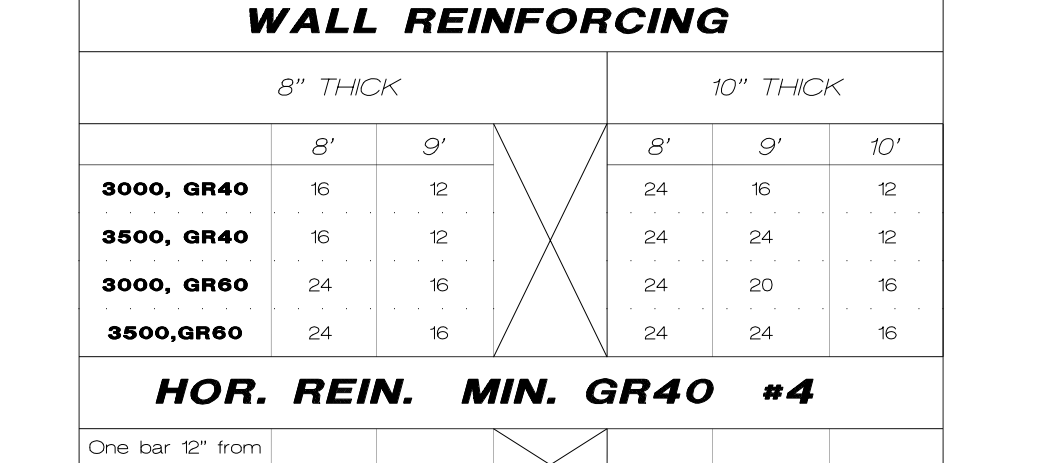 WALL REINFORCING
8” THICK 10” THICK
8’ 9’ 8’ 9’ 10’
3000, GR40 16 12 24 16 12
3500, GR40 16 12 24 24 12
3000, GR60 24 16 24 20 16
3500,GR60 24 16 24 24 16
HOR. REIN. MIN. GR40 #4
One bar 12” from